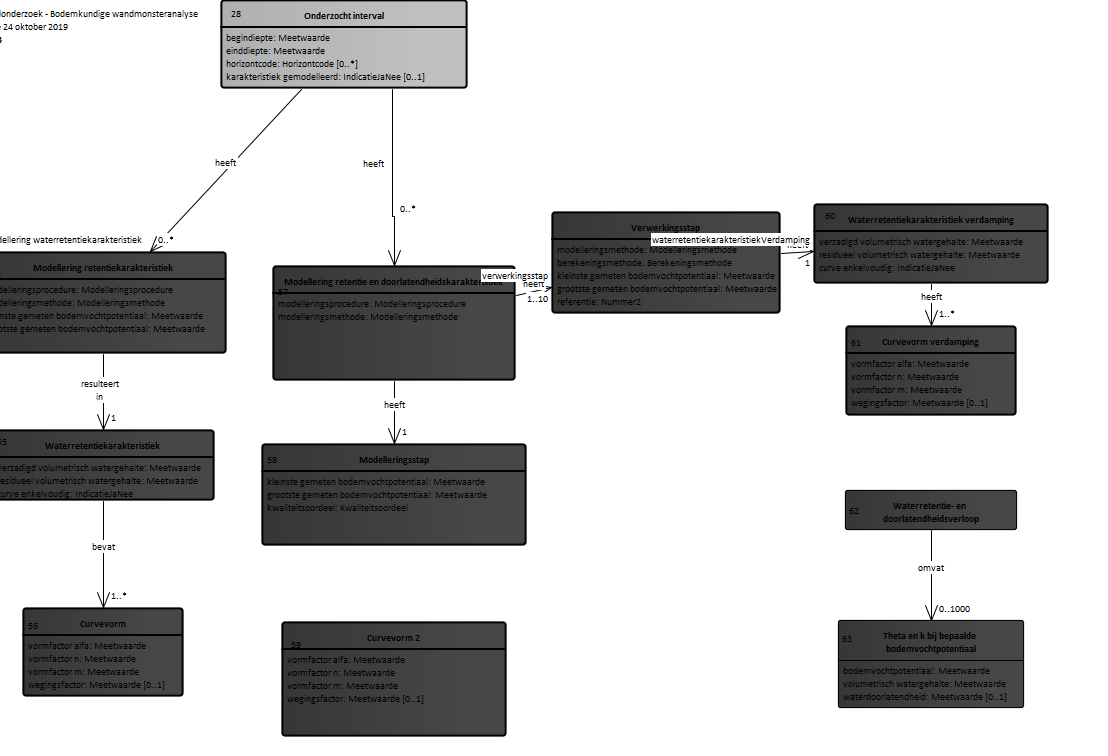 londerzoek - Bodemkundige wandmonsteranalyse
24 oktober 2019
28
Onderzocht interval
begindiepte: Meetwaarde
einddiepte: Meetwaarde
horizontcode: Horizontcode [0..*]
karakteristiek gemodelleerd: IndicatieJaNee [0..1]
heeft
heeft
0..*
0..*
dellering waterretentiekarakteristiek
Modellering retentiekarakteristiek
delleringsprocedure: Modelleringsprocedure
delleringsmethode: Modelleringsmethode
nste gemeten bodemvochtpotentiaal: Meetwaarde
otste gemeten bodemvochtpotentiaal: Meetwaarde
Modellering retentie en doorlatendheidskarakteristiek
57
modelleringsprocedure: Modelleringsprocedure
modelleringsmethode: Modelleringsmethode
verwerkingsstap
heeft
1..10
Verwerkingsstap
modelleringsmethode: Modelleringsmethode
berekeningsmethode: Berekeningsmethode
kleinste gemeten bodemvochtpotentiaal: Meetwaarde
grootste gemeten bodemvochtpotentiaal: Meetwaarde
referentie: Nummer2
waterretentiekarakteristiekVerdamping
heeft
1
60
Waterretentiekarakteristiek verdamping
verzadigd volumetrisch watergehalte: Meetwaarde
residueel volumetrisch watergehalte: Meetwaarde
curve enkelvoudig: IndicatieJaNee
heeft
1..*
61
Curvevorm verdamping
vormfactor alfa: Meetwaarde
vormfactor n: Meetwaarde
vormfactor m: Meetwaarde
wegingsfactor: Meetwaarde [0..1]
resulteert
in
1
heeft
1
55
Waterretentiekarakteristiek
verzadigd volumetrisch watergehalte: Meetwaarde
residueel volumetrisch watergehalte: Meetwaarde
curve enkelvoudig: IndicatieJaNee
58
Modelleringsstap
kleinste gemeten bodemvochtpotentiaal: Meetwaarde
grootste gemeten bodemvochtpotentiaal: Meetwaarde
kwaliteitsoordeel: Kwaliteitsoordeel
62
Waterretentie- en
doorlatendheidsverloop
bevat
1..*
omvat
0..1000
56
Curvevorm
vormfactor alfa: Meetwaarde
vormfactor n: Meetwaarde
vormfactor m: Meetwaarde
wegingsfactor: Meetwaarde [0..1]
59
Curvevorm 2
vormfactor alfa: Meetwaarde
vormfactor n: Meetwaarde
vormfactor m: Meetwaarde
wegingsfactor: Meetwaarde [0..1]
63
Theta en k bij bepaalde
bodemvochtpotentiaal
bodemvochtpotentiaal: Meetwaarde
volumetrisch watergehalte: Meetwaarde
waterdoorlatendheid: Meetwaarde [0..1]